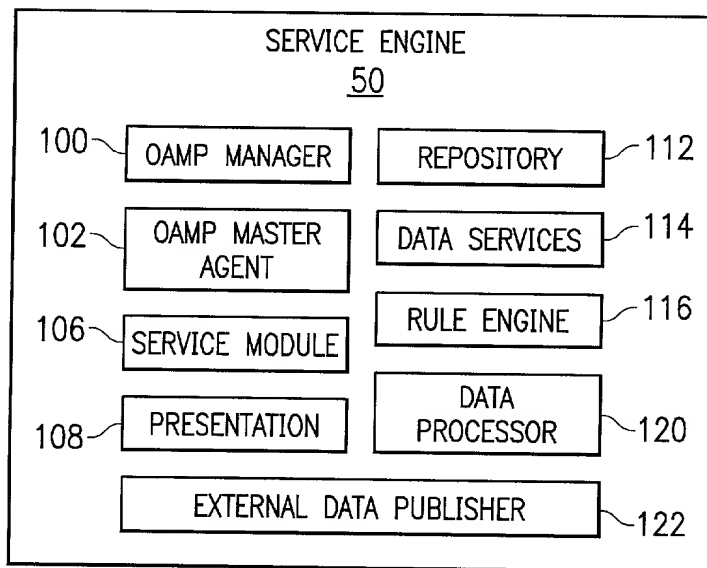 SERVICE ENGINE
50
100
OAMP MANAGER
REPOSITORY
112
102
OAMP MASTER
AGENT
DATA SERVICES
114
106
SERVICE MODULE
RULE ENGINE
116
108
PRESENTATION
DATA
PROCESSOR
120
EXTERNAL DATA PUBLISHER
122